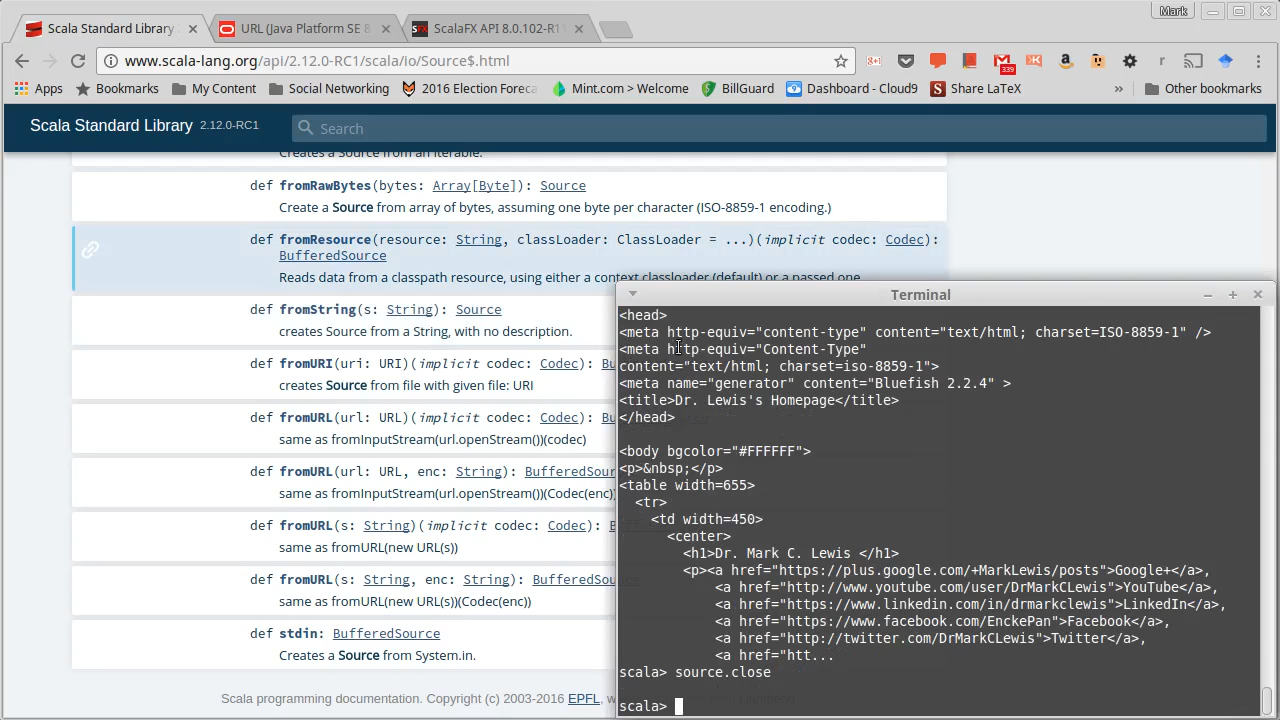 Mark
Scala Standard Library
URL (Java Platform SE 8
ScalaFX API 8.0.102-R11
www.scala-lang.org/api/2.12.0-RC1/scala/io/Source$.html
339
Apps
Bookmarks
My Content
Social Networking
2016 Election Foreca
Mint.com > Welcome
BillGuard
Dashboard - Cloud9
Share LaTeX
»
Other bookmarks
Scala Standard Library 2.12.0-RC1
Search
Creates a Source from an iterable.
def fromRawBytes(bytes: Array[Byte]): Source
Create a Source from array of bytes, assuming one byte per character (ISO-8859-1 encoding.)
def fromResource(resource: String, classLoader: ClassLoader = ...)(implicit codec: Codec):
BufferedSource
Reads data from a classpath resource, using either a context classloader (default) or a passed one.
def fromString(s: String): Source
creates Source from a String, with no description.
def fromURI(uri: URI)(implicit codec: Codec): Bu
creates Source from file with given file: URI
def fromURL(url: URL)(implicit codec: Codec): Bu
same as fromInputStream(url.openStream())(codec)
def fromURL(url: URL, enc: String): BufferedSour
same as fromInputStream(url.openStream())(Codec(enc))
def fromURL(s: String)(implicit codec: Codec): B
same as fromURL(new URL(s))
def fromURL(s: String, enc: String): BufferedSou
same as fromURL(new URL(s))(Codec(enc))
def stdin: BufferedSource
Creates a Source from System.in.
Scala programming documentation. Copyright (c) 2003-2016 EPFL, w
Terminal
<head>
<meta http-equiv="content-type" content="text/html; charset=ISO-8859-1" />
<meta http-equiv="Content-Type"
content="text/html; charset=iso-8859-1">
<meta name="generator" content="Bluefish 2.2.4" >
<title>Dr. Lewis's Homepage</title>
</head>
<body bgcolor="#FFFFFF">
<p>&nbsp;</p>
<table width=655>
<tr>
<td width=450>
<center>
<h1>Dr. Mark C. Lewis </h1>
<p><a href="https://plus.google.com/+MarkLewis/posts">Google+</a>,
<a href="http://www.youtube.com/user/DrMarkCLewis">YouTube</a>,
<a href="https://www.linkedin.com/in/drmarkclewis">LinkedIn</a>,
<a href="https://www.facebook.com/EnckePan">Facebook</a>,
<a href="http://twitter.com/DrMarkCLewis">Twitter</a>,
<a href="htt...
scala> source.close
scala>